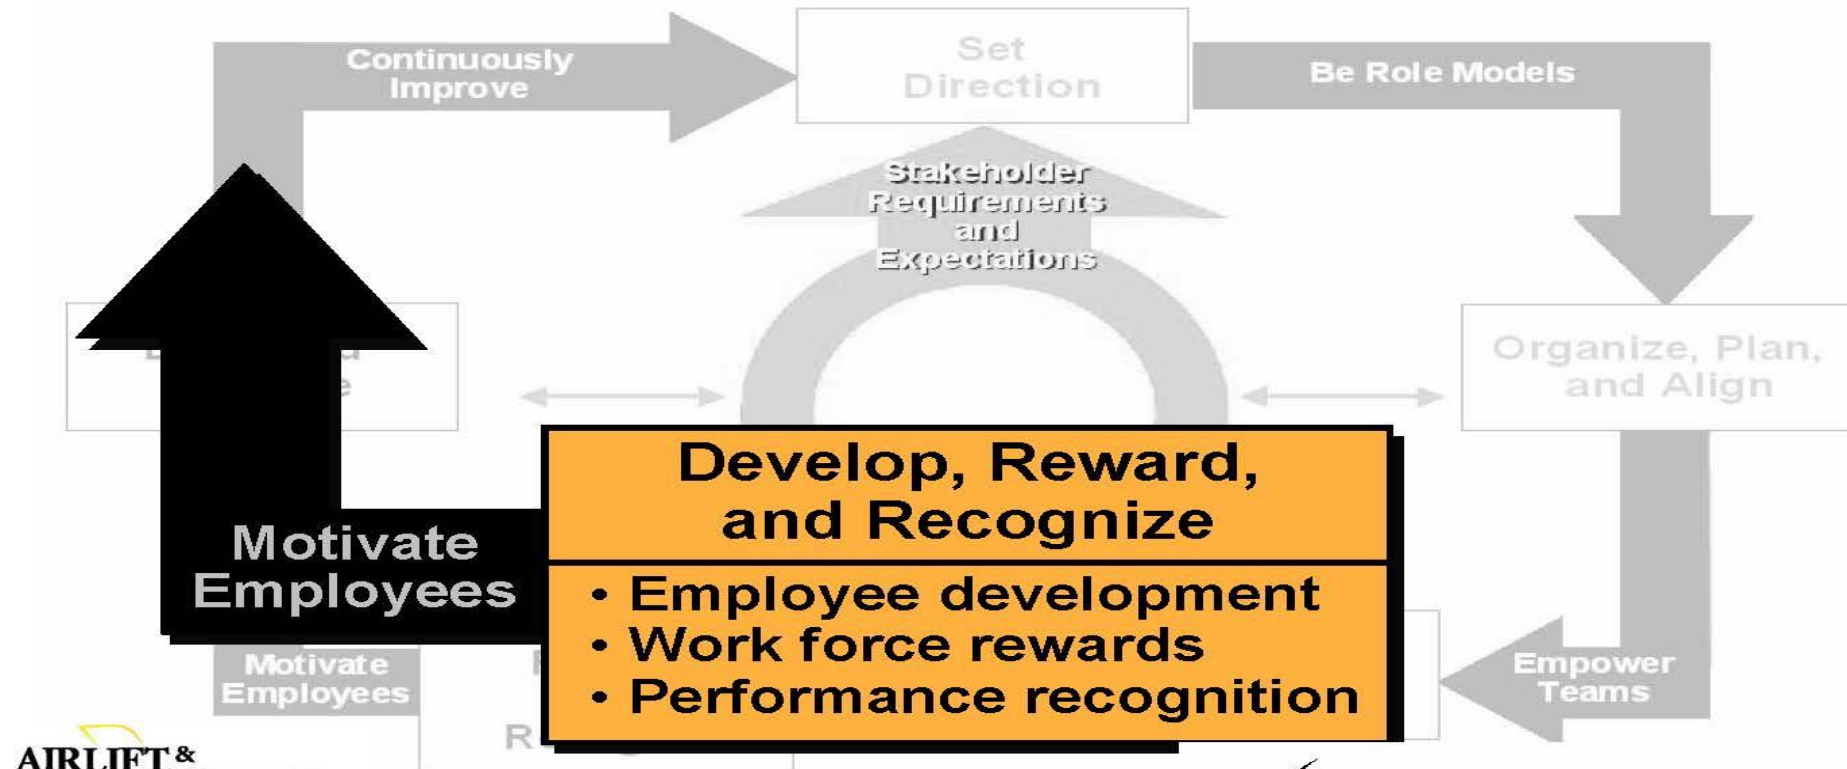 Continuously
Improve
Set
Direction
Be Role Models
Stakeholder
Requirements
and
Expectations
Organize, Plan,
and Align
Develop, Reward,
and Recognize
Motivate
Employees
• Employee development
• Work force rewards
• Performance recognition
Motivate
Employees
Empower
Teams
AIRLIFT &